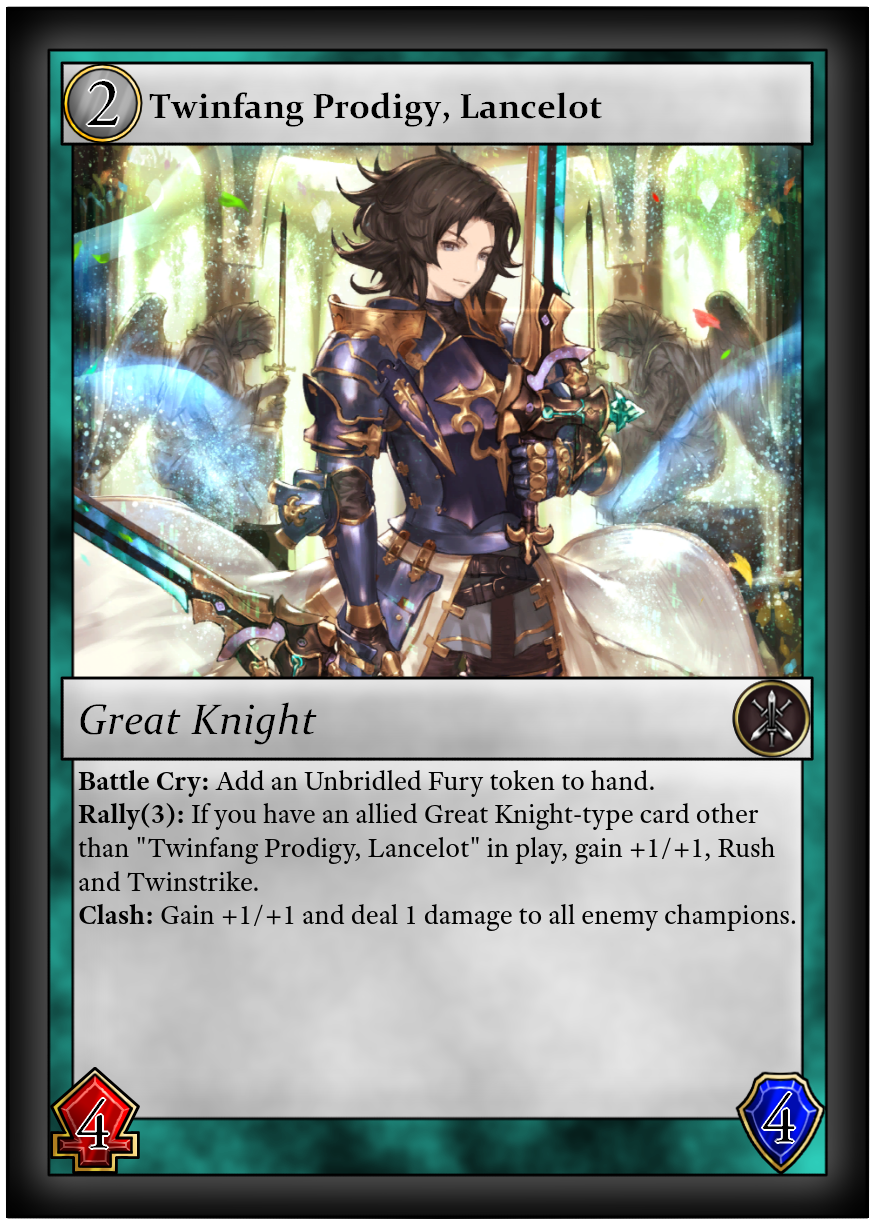 2
Twinfang Prodigy, Lancelot
Great Knight
Battle Cry: Add an Unbridled Fury token to hand.
Rally(3): If you have an allied Great Knight-type card other
than "Twinfang Prodigy, Lancelot" in play, gain +1/+1, Rush
and Twinstrike.
Clash: Gain +1/+1 and deal 1 damage to all enemy champions.
4
4